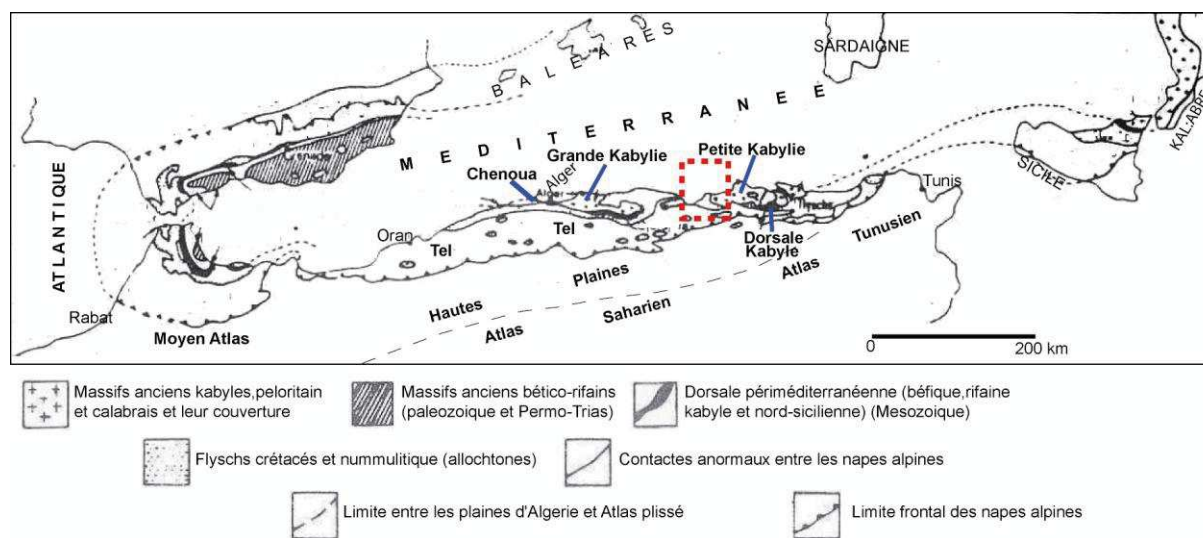 SARDAIGNE
BALEARES
KALABRE
MEDITERRANEE
Grande Kabylie
Petite Kabylie
Chenoua
Alger
Alger
Grenade
ATLANTIQUE
SICILE
Tunis
Oran
Tel
Tel
Dorsale
Kabyle
Tunusien
Plaines
Atlas
Hautes
Saharien
Rabat
Atlas
Moyen Atlas
0 200 km
Massifs anciens kabyles,peloritain
et calabrais et leur couverture
Massifs anciens bético-rifains
(paleozoique et Permo-Trias)
Dorsale périméditerranéenne (béfique,rifaine
kabyle et nord-sicilienne) (Mesozoique)
Flyschs crétacés et nummulitique (allochtones)
Contactes anormaux entre les napes alpines
Limite entre les plaines d'Algerie et Atlas plissé
Limite frontal des napes alpines